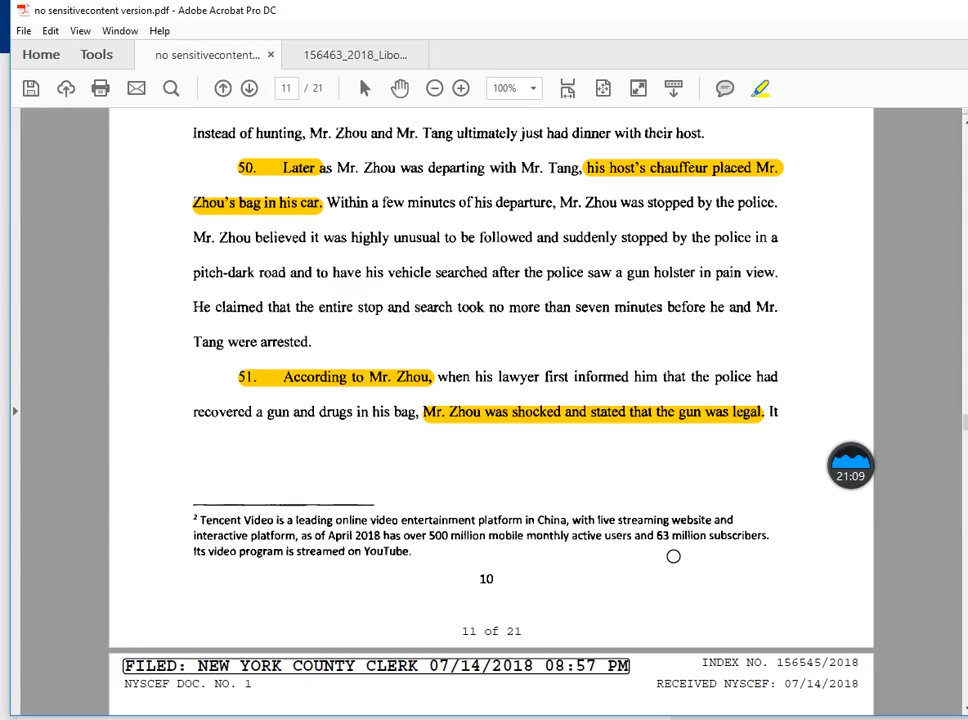 no sensitivecontent version.pdf - Adobe Acrobat Pro DC
File Edit View Window Help
Home Tools no sensitivecontent... × 156463_2018_Libo...
11 / 21 100%
Instead of hunting, Mr. Zhou and Mr. Tang ultimately just had dinner with their host.
50. Later as Mr. Zhou was departing with Mr. Tang, his host's chauffeur placed Mr.
Zhou's bag in his car. Within a few minutes of his departure, Mr. Zhou was stopped by the police.
Mr. Zhou believed it was highly unusual to be followed and suddenly stopped by the police in a
pitch-dark road and to have his vehicle searched after the police saw a gun holster in pain view.
He claimed that the entire stop and search took no more than seven minutes before he and Mr.
Tang were arrested.
51. According to Mr. Zhou, when his lawyer first informed him that the police had
recovered a gun and drugs in his bag, Mr. Zhou was shocked and stated that the gun was legal. It
21:09
2 Tencent Video is a leading online video entertainment platform in China, with live streaming website and
interactive platform, as of April 2018 has over 500 million mobile monthly active users and 63 million subscribers.
Its video program is streamed on YouTube.
10
11 of 21
FILED: NEW YORK COUNTY CLERK 07/14/2018 08:57 PM
INDEX NO. 156545/2018
NYSCEF DOC. NO. 1
RECEIVED NYSCEF: 07/14/2018